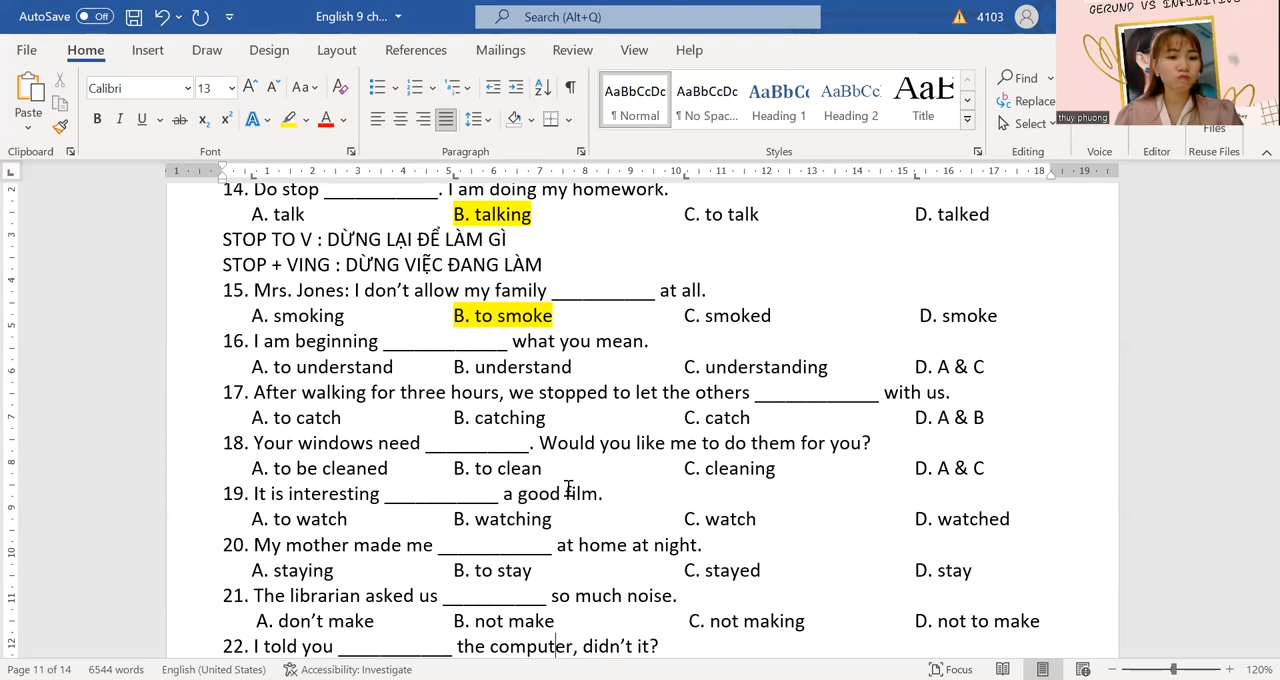 AutoSave Off English 9 ch... Search (Alt+Q) 4103
GERUND VS INFINITIVE
File Home Insert Draw Design Layout References Mailings Review View Help
Paste Calibri 13 AaBbCcDc AaBbCcDc AaBbCc AaBbCc Find
¶ Normal ¶ No Spac... Heading 1 Heading 2 Title Replace
Select
thuy phuong
Files
Clipboard Font Paragraph Styles Editing Voice Editor Reuse Files
14. Do stop ___________. I am doing my homework.
A. talk B. talking C. to talk D. talked
STOP TO V : DỪNG LẠI ĐỂ LÀM GÌ
STOP + VING : DỪNG VIỆC ĐANG LÀM
15. Mrs. Jones: I don’t allow my family __________ at all.
A. smoking B. to smoke C. smoked D. smoke
16. I am beginning ____________ what you mean.
A. to understand B. understand C. understanding D. A & C
17. After walking for three hours, we stopped to let the others ____________ with us.
A. to catch B. catching C. catch D. A & B
18. Your windows need __________. Would you like me to do them for you?
A. to be cleaned B. to clean C. cleaning D. A & C
19. It is interesting ___________ a good film.
A. to watch B. watching C. watch D. watched
20. My mother made me ___________ at home at night.
A. staying B. to stay C. stayed D. stay
21. The librarian asked us __________ so much noise.
A. don’t make B. not make C. not making D. not to make
22. I told you ___________ the computer, didn’t it?
Page 11 of 14 6544 words English (United States) Accessibility: Investigate Focus 120%